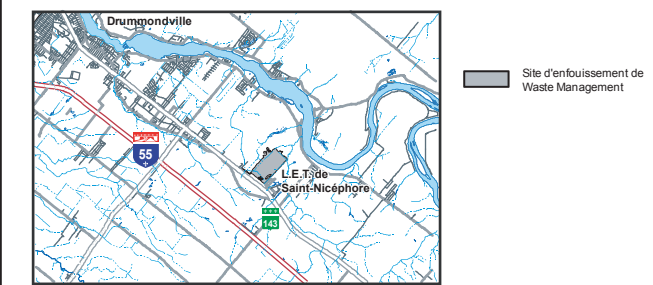 Drummondville
Site d'enfouissement de
Waste Management
55
L.E.T. de
Saint-Nicéphore
143